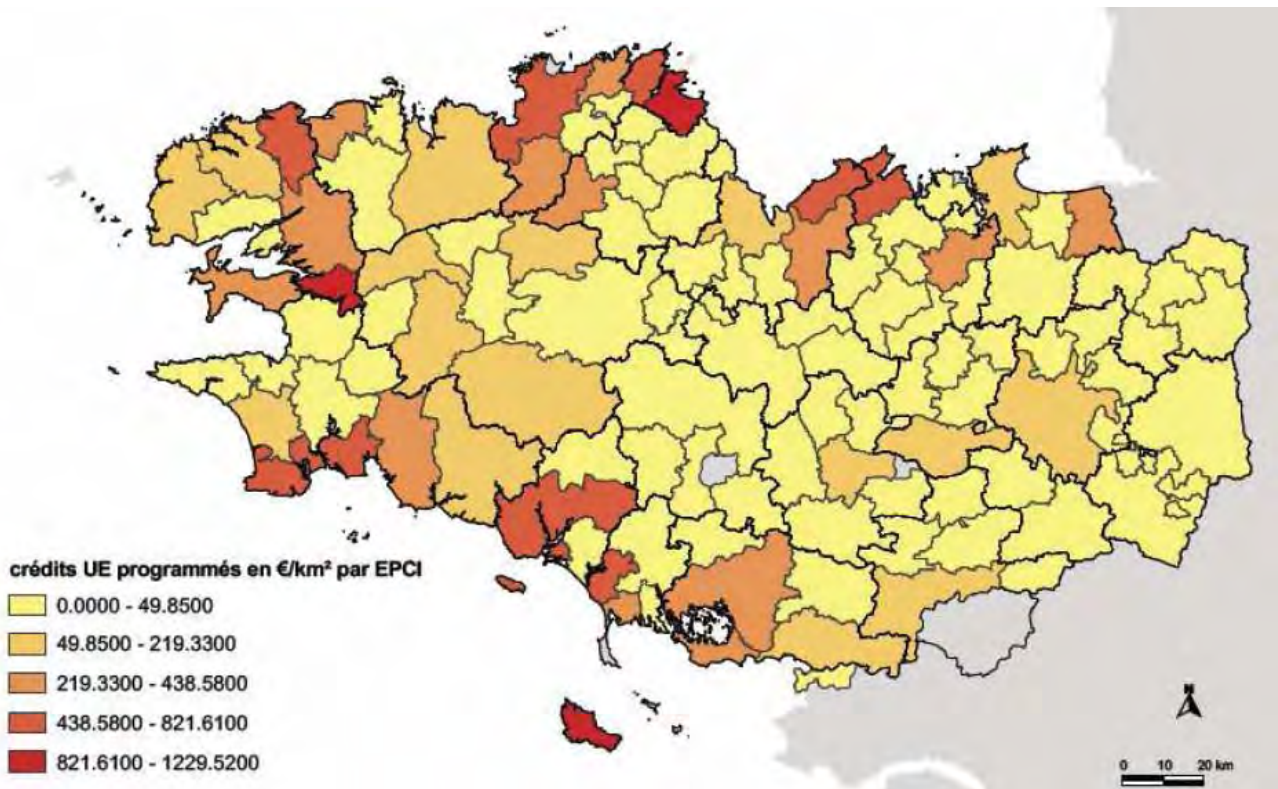 crédits UE programmés en €/km² par EPCI
0.0000 - 49.8500
49.8500 - 219.3300
219.3300 - 438.5800
438.5800 - 821.6100
821.6100 - 1229.5200
N
0 10 20 km